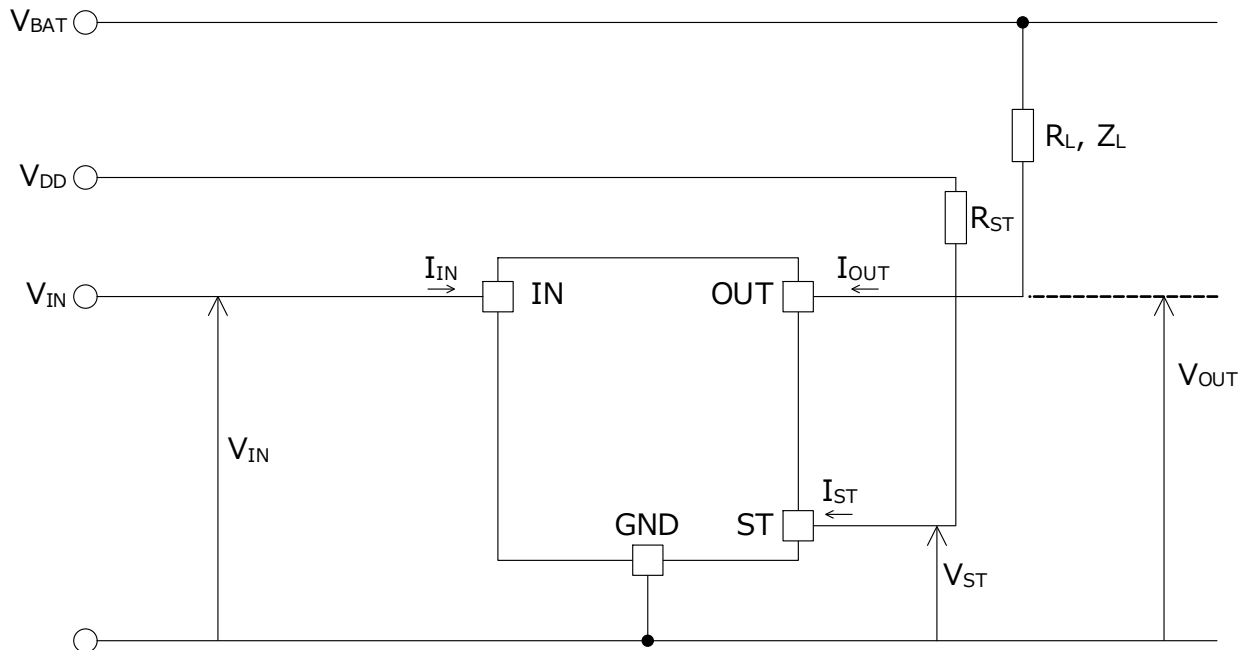 VBAT
RL, ZL
VDD
RST
IIN
IOUT
VIN
IN
OUT
VOUT
VIN
IST
GND
ST
VST